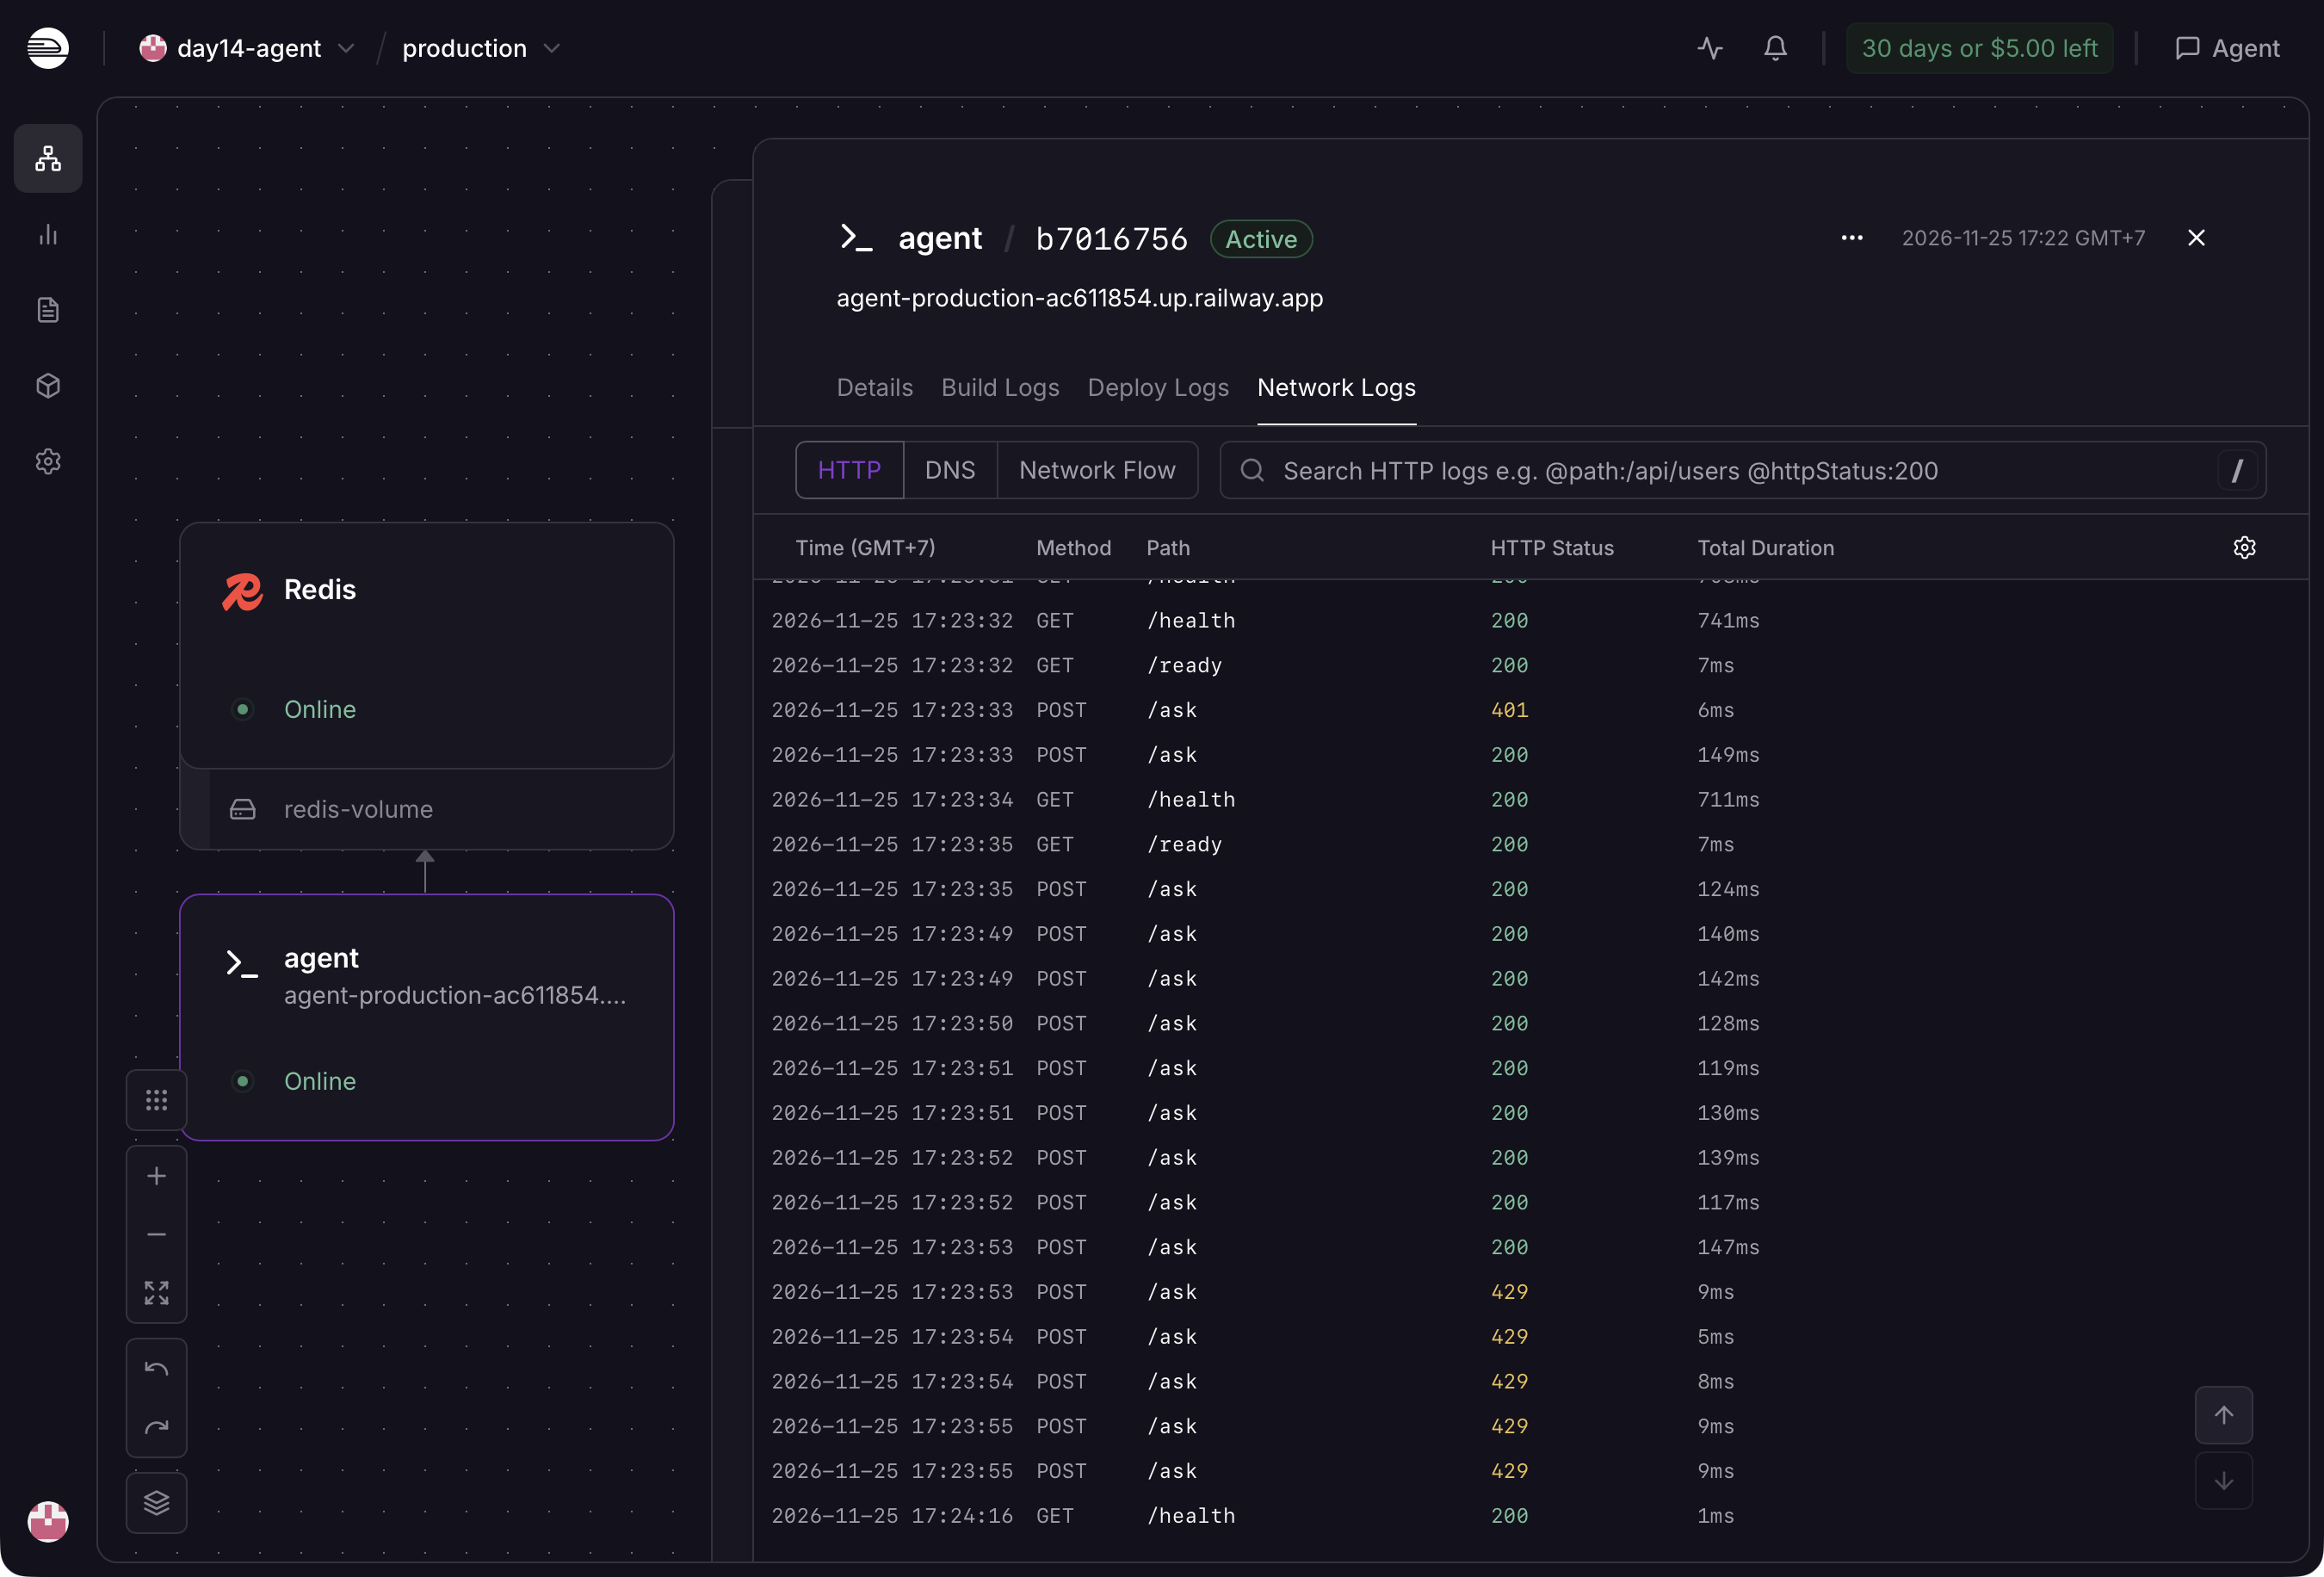 day14-agent / production
30 days or $5.00 left
Agent
Redis
Online
redis-volume
agent
agent-production-ac611854....
Online
agent / b7016756 Active
2026-11-25 17:22 GMT+7
agent-production-ac611854.up.railway.app
Details Build Logs Deploy Logs Network Logs
HTTP DNS Network Flow
Search HTTP logs e.g. @path:/api/users @httpStatus:200 /
Time (GMT+7) Method Path HTTP Status Total Duration
2026-11-25 17:23:32 GET /health 200 741ms
2026-11-25 17:23:32 GET /ready 200 7ms
2026-11-25 17:23:33 POST /ask 401 6ms
2026-11-25 17:23:33 POST /ask 200 149ms
2026-11-25 17:23:34 GET /health 200 711ms
2026-11-25 17:23:35 GET /ready 200 7ms
2026-11-25 17:23:35 POST /ask 200 124ms
2026-11-25 17:23:49 POST /ask 200 140ms
2026-11-25 17:23:49 POST /ask 200 142ms
2026-11-25 17:23:50 POST /ask 200 128ms
2026-11-25 17:23:51 POST /ask 200 119ms
2026-11-25 17:23:51 POST /ask 200 130ms
2026-11-25 17:23:52 POST /ask 200 139ms
2026-11-25 17:23:52 POST /ask 200 117ms
2026-11-25 17:23:53 POST /ask 200 147ms
2026-11-25 17:23:53 POST /ask 429 9ms
2026-11-25 17:23:54 POST /ask 429 5ms
2026-11-25 17:23:54 POST /ask 429 8ms
2026-11-25 17:23:55 POST /ask 429 9ms
2026-11-25 17:23:55 POST /ask 429 9ms
2026-11-25 17:24:16 GET /health 200 1ms